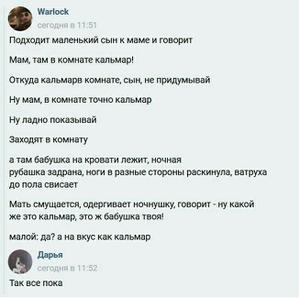 Warlock
сегодня в 11:51
Подходит маленький сын к маме и говорит
Мам, там в комнате кальмар!
Откуда кальмарв комнате, сын, не придумывай
Ну мам, в комнате точно кальмар
Ну ладно показывай
Заходят в комнату
а там бабушка на кровати лежит, ночная
рубашка задрана, ноги в разные стороны раскинула, ватруха
до пола свисает
Мать смущается, одергивает ночнушку, говорит - ну какой
же это кальмар, это ж бабушка твоя!
малой: да? а на вкус как кальмар
Дарья
сегодня в 11:52
Так все пока